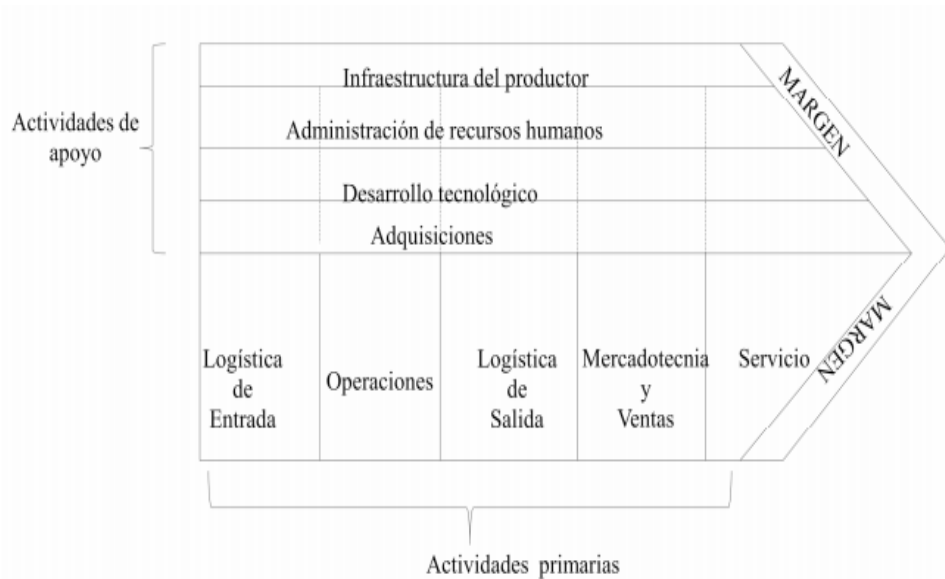 Actividades de
apoyo
Infraestructura del productor
Administración de recursos humanos
Desarrollo tecnológico
Adquisiciones
MARGEN
MARGEN
Logística
de
Entrada
Operaciones
Logística
de
Salida
Mercadotecnia
y
Ventas
Servicio
Actividades primarias